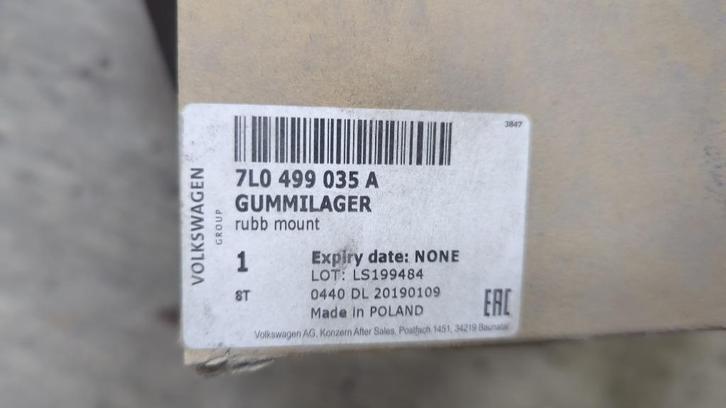 3847
7L0 499 035 A
GUMMILAGER
rubb mount
VOLKSWAGEN
GROUP
1
Expiry date: NONE
LOT: LS199484
ST
0440 DL 20190109
Made in POLAND
EAC
Volkswagen AG, Konzern After Sales, Postfach 1451, 34219 Baunatal